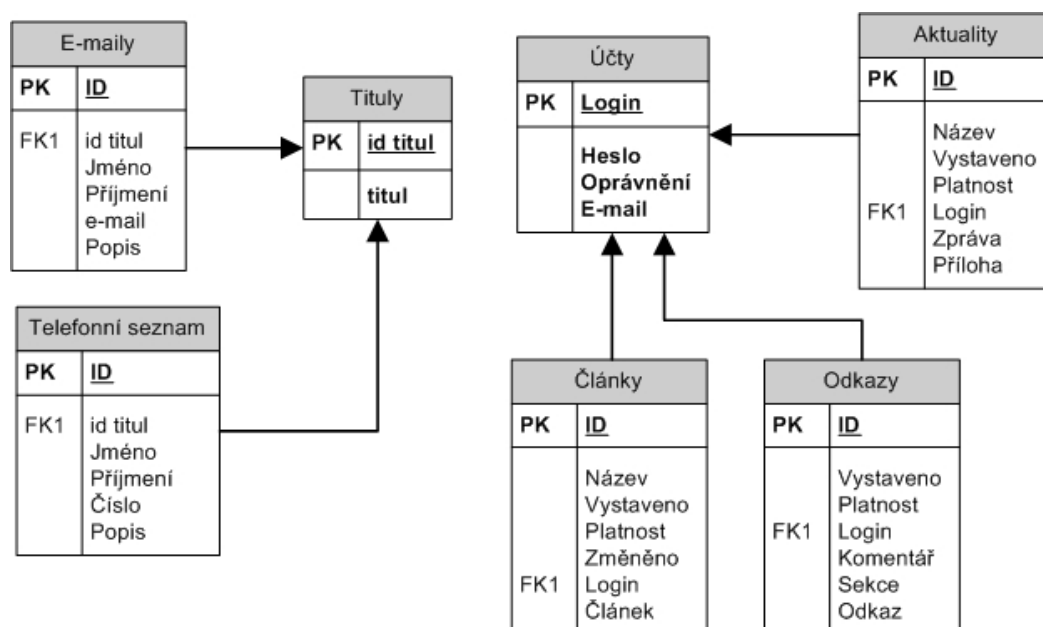 E-maily
PK ID
FK1 id titul
Jméno
Příjmení
e-mail
Popis
Tituly
PK id titul
titul
Telefonní seznam
PK ID
FK1 id titul
Jméno
Příjmení
Číslo
Popis
Účty
PK Login
Heslo
Oprávnění
E-mail
Aktuality
PK ID
Název
Vystaveno
Platnost
FK1 Login
Zpráva
Příloha
Články
PK ID
Název
Vystaveno
Platnost
Změněno
FK1 Login
Článek
Odkazy
PK ID
Vystaveno
Platnost
FK1 Login
Komentář
Sekce
Odkaz